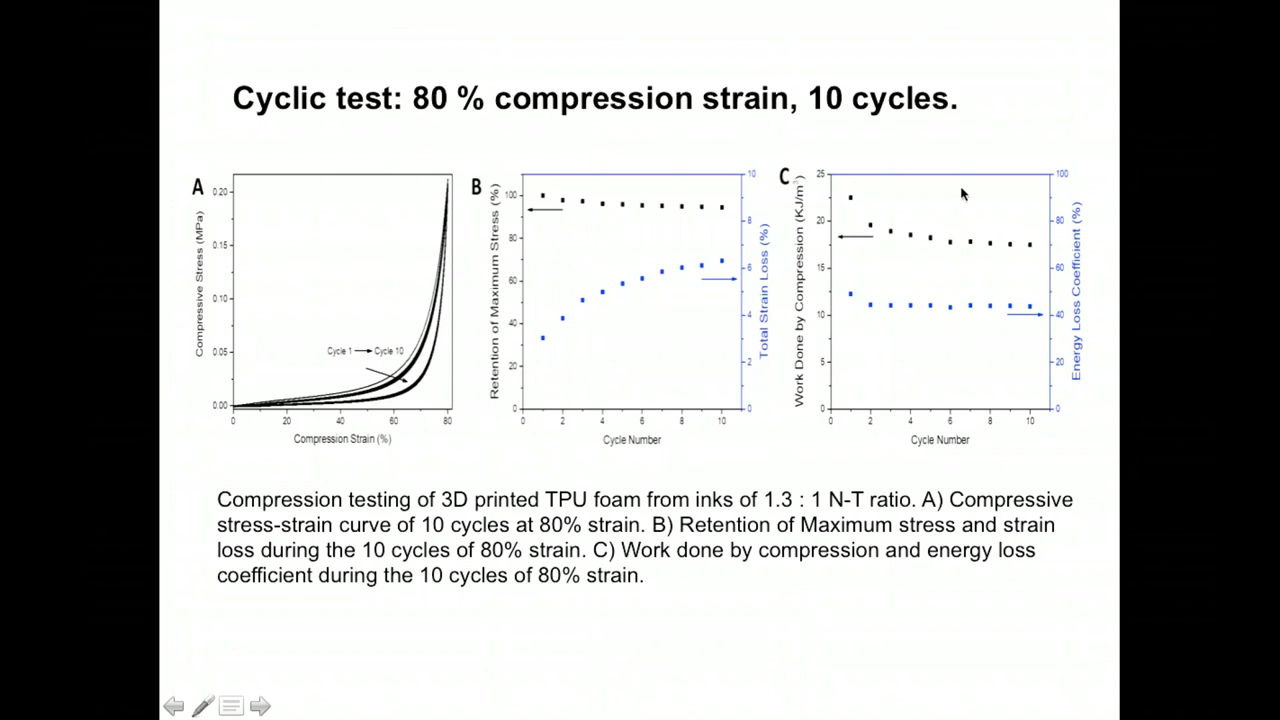 Cyclic test: 80 % compression strain, 10 cycles.
A
Compressive Stress (MPa)
0.20
0.15
0.10
0.05
0.00
Cycle 1
Cycle 10
0
20
40
60
80
Compression Strain (%)
B
Retention of Maximum Stress (%)
100
80
60
40
20
0
0
2
4
6
8
10
Cycle Number
10
8
6
4
2
0
Total Strain Loss (%)
C
Work Done by Compression (KJ/m³)
25
20
15
10
5
0
0
2
4
6
8
10
Cycle Number
100
80
60
40
20
0
Energy Loss Coefficient (%)
Compression testing of 3D printed TPU foam from inks of 1.3 : 1 N-T ratio. A) Compressive
stress-strain curve of 10 cycles at 80% strain. B) Retention of Maximum stress and strain
loss during the 10 cycles of 80% strain. C) Work done by compression and energy loss
coefficient during the 10 cycles of 80% strain.